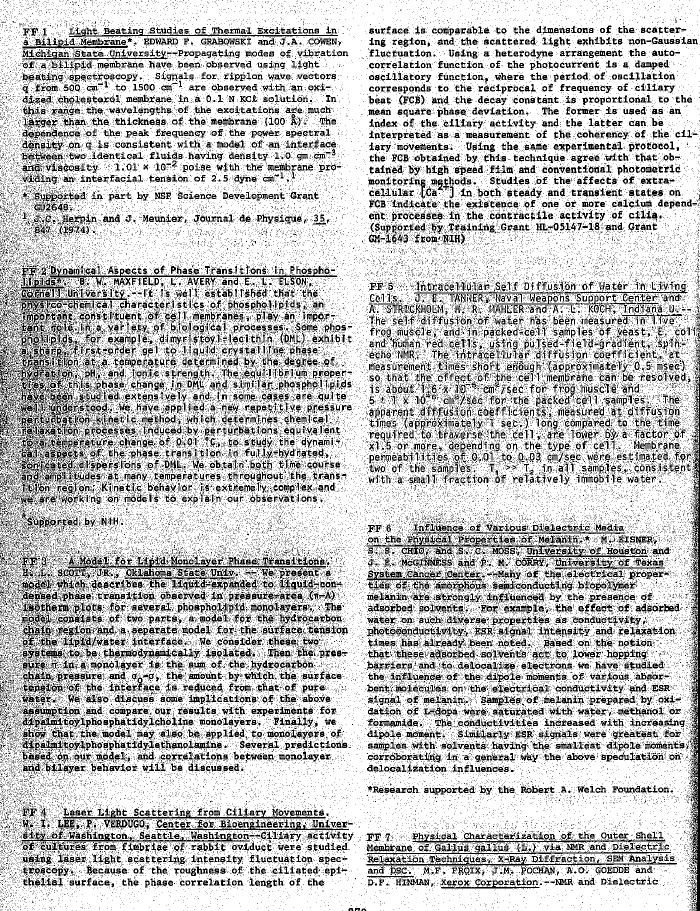 FF 1 Light Beating Studies of Thermal Excitations in
a Bilipid Membrane*, EDWARD F. GRABOWSKI and J.A. COWEN,
Michigan State University--Propagating modes of vibration
of a bilipid membrane have been observed using light
beating spectroscopy. Signals for ripplon wave vectors
q from 500 cm⁻¹ to 1500 cm⁻¹ are observed with an oxi-
dized cholesterol membrane in a 0.1 N KCl solution. In
this range the wavelengths of the excitations are much
larger than the thickness of the membrane (100 Å). The
dependence of the peak frequency of the power spectral
density on q is consistent with a model of an interface
between two identical fluids having density 1.0 gm cm⁻³
and viscosity 1.01 × 10⁻² poise with the membrane pro-
viding an interfacial tension of 2.5 dyne cm⁻¹.¹
* Supported in part by NSF Science Development Grant
GU2648.
¹ J.C. Herpin and J. Meunier, Journal de Physique, 35,
847 (1974).
FF 2 Dynamical Aspects of Phase Transitions in Phospho-
lipids*. B. W. MAXFIELD, L. AVERY and E. L. ELSON,
Cornell University.--It is well established that the
physico-chemical characteristics of phospholipids, an
important constituent of cell membranes, play an impor-
tant role in a variety of biological processes. Some phos-
pholipids, for example, dimyristoyl-lecithin (DML) exhibit
a sharp, first-order gel to liquid crystalline phase
transition at a temperature determined by the degree of
hydration, pH, and ionic strength. The equilibrium proper-
ties of this phase change in DML and similar phospholipids
have been studied extensively and in some cases are quite
well understood. We have applied a new repetitive pressure
perturbation kinetic method, which determines chemical
relaxation processes induced by perturbations equivalent
to a temperature change of 0.01 °C, to study the dynami-
cal aspects of the phase transition in fully-hydrated,
sonicated dispersions of DML. We obtain both time course
and amplitudes at many temperatures throughout the trans-
ition region. Kinetic behavior is extremely complex and
we are working on models to explain our observations.
*Supported by NIH.
FF 3 A Model for Lipid Monolayer Phase Transitions.
H. L. SCOTT, JR., Oklahoma State Univ. -- We present a
model which describes the liquid-expanded to liquid-con-
densed phase transition observed in pressure-area (π-A)
isotherm plots for several phospholipid monolayers. The
model consists of two parts, a model for the hydrocarbon
chain region and a separate model for the surface tension
of the lipid/water interface. We consider these two
systems to be thermodynamically isolated. Then the pres-
sure π in a monolayer is the sum of the hydrocarbon
chain pressure and σ₀-σ, the amount by which the surface
tension of the interface is reduced from that of pure
water. We also discuss some implications of the above
assumption and compare our results with experiments for
dipalmitoylphosphatidylcholine monolayers. Finally, we
show that the model may also be applied to monolayers of
dipalmitoylphosphatidylethanolamine. Several predictions
based on our model, and correlations between monolayer
and bilayer behavior will be discussed.
FF 4 Laser Light Scattering from Ciliary Movements.
W. I. LEE, P. VERDUGO, Center for Bioengineering, Univer-
sity of Washington, Seattle, Washington--Ciliary activity
of cultures from fimbriae of rabbit oviduct were studied
using laser light scattering intensity fluctuation spec-
troscopy. Because of the roughness of the ciliated epi-
thelial surface, the phase correlation length of the
surface is comparable to the dimensions of the scatter-
ing region, and the scattered light exhibits non-Gaussian
fluctuation. Using a heterodyne arrangement the auto-
correlation function of the photocurrent is a damped
oscillatory function, where the period of oscillation
corresponds to the reciprocal of frequency of ciliary
beat (FCB) and the decay constant is proportional to the
mean square phase deviation. The former is used as an
index of the ciliary activity and the latter can be
interpreted as a measurement of the coherency of the cil-
iary movements. Using the same experimental protocol,
the FCB obtained by this technique agree with that ob-
tained by high speed film and conventional photometric
monitoring methods. Studies of the affects of extra-
cellular [Ca⁺⁺] in both steady and transient states on
FCB indicate the existence of one or more calcium depend-
ent processes in the contractile activity of cilia.
(Supported by Training Grant HL-05147-18 and Grant
GM-1643 from NIH)
FF 5 Intracellular Self Diffusion of Water in Living
Cells. J. E. TANNER, Naval Weapons Support Center and
A. STRICKHOLM, H. R. MAHLER and A. L. KOCH, Indiana U.--
The self diffusion of water has been measured in live
frog muscle, and in packed-cell samples of yeast, E. coli
and human red cells, using pulsed-field-gradient, spin-
echo NMR. The intracellular diffusion coefficient, at
measurement times short enough (approximately 0.5 msec)
so that the effect of the cell membrane can be resolved,
is about 1.6 x 10⁻⁵ cm²/sec for frog muscle and
cm²/sec for the packed cell samples. The
apparent diffusion coefficients, measured at diffusion
times (approximately 1 sec.) long compared to the time
required to traverse the cell, are lower by a factor of
x1.5 or more, depending on the type of cell. Membrane
permeabilities of 0.01 to 0.03 cm/sec were estimated for
two of the samples. T₁ >> T₂ in all samples, consistent
with a small fraction of relatively immobile water.
FF 6 Influence of Various Dielectric Media
on the Physical Properties of Melanin.* M. EISNER,
S. S. CHIO, and S. C. MOSS, University of Houston and
J. E. McGINNESS and P. M. CORRY, University of Texas
System Cancer Center.--Many of the electrical proper-
ties of the amorphous semiconducting biopolymer
melanin are strongly influenced by the presence of
adsorbed solvents. For example, the effect of adsorbed
water on such diverse properties as conductivity,
photoconductivity, ESR signal intensity and relaxation
times has already been noted. Based on the notion
that these adsorbed solvents act to lower hopping
barriers and to delocalize electrons we have studied
the influence of the dipole moments of various absor-
bent molecules on the electrical conductivity and ESR
signal of melanin. Samples of melanin prepared by oxi-
dation of L-dopa were saturated with water, methanol or
formamide. The conductivities increased with increasing
dipole moment. Similarly ESR signals were greatest for
samples with solvents having the smallest dipole moments,
corroborating in a general way the above speculation on
delocalization influences.
*Research supported by the Robert A. Welch Foundation.
FF 7 Physical Characterization of the Outer Shell
Membrane of Gallus gallus (L.) via NMR and Dielectric
Relaxation Techniques, X-Ray Diffraction, SEM Analysis
and DSC. M.F. FROIX, J.M. POCHAN, A.O. GOEDDE and
D.F. HINMAN, Xerox Corporation.--NMR and Dielectric